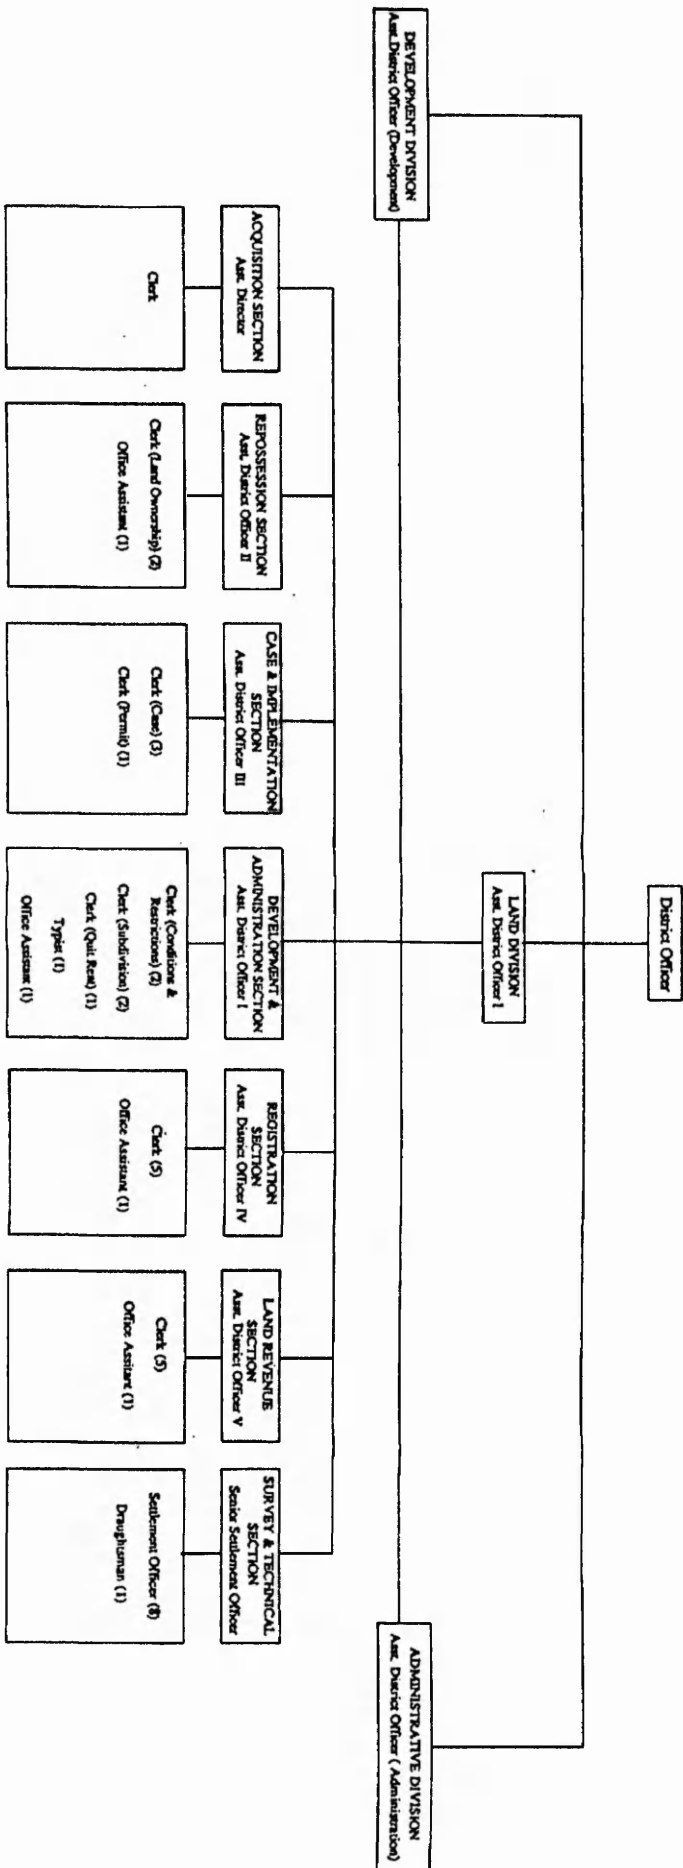 District Officer
DEVELOPMENT DIVISION
Asst.District Officer (Development)
LAND DIVISION
Asst. District Officer I
ADMINISTRATIVE DIVISION
Asst. District Officer ( Administration)
ACQUISITION SECTION
Asst. Director
REPOSSESSION SECTION
Asst. District Officer II
CASE & IMPLEMENTATION
SECTION
Asst. District Officer III
DEVELOPMENT &
ADMINISTRATION SECTION
Asst. District Officer I
REGISTRATION
SECTION
Asst. District Officer IV
LAND REVENUE
SECTION
Asst. District Officer V
SURVEY & TECHNICAL
SECTION
Senior Settlement Officer
Clerk
Clerk (Land Ownership) (2)
Office Assistant (1)
Clerk (Case) (3)
Clerk (Permit) (1)
Clerk (Conditions &
Restrictions) (2)
Clerk (Subdivision) (2)
Clerk (Quit Rent) (1)
Typist (1)
Office Assistant (1)
Clerk (5)
Office Assistant (1)
Clerk (5)
Office Assitant (1)
Settlement Officer (8)
Draughtsman (1)